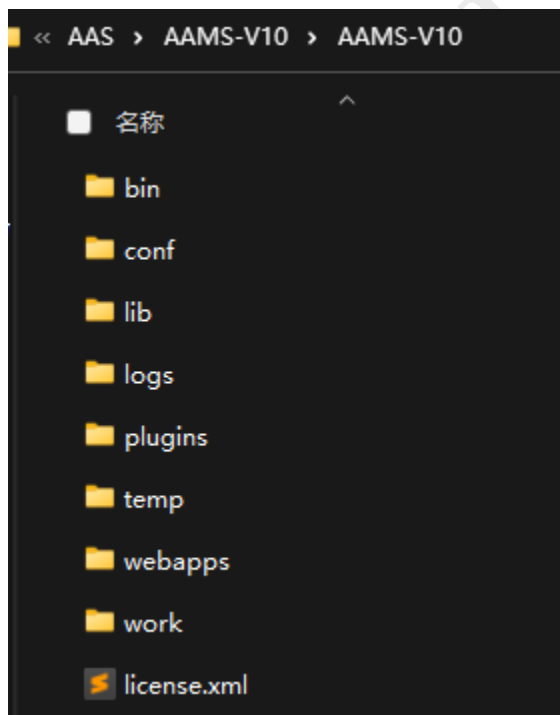 « AAS > AAMS-V10 > AAMS-V10
名称
bin
conf
lib
logs
plugins
temp
webapps
work
license.xml